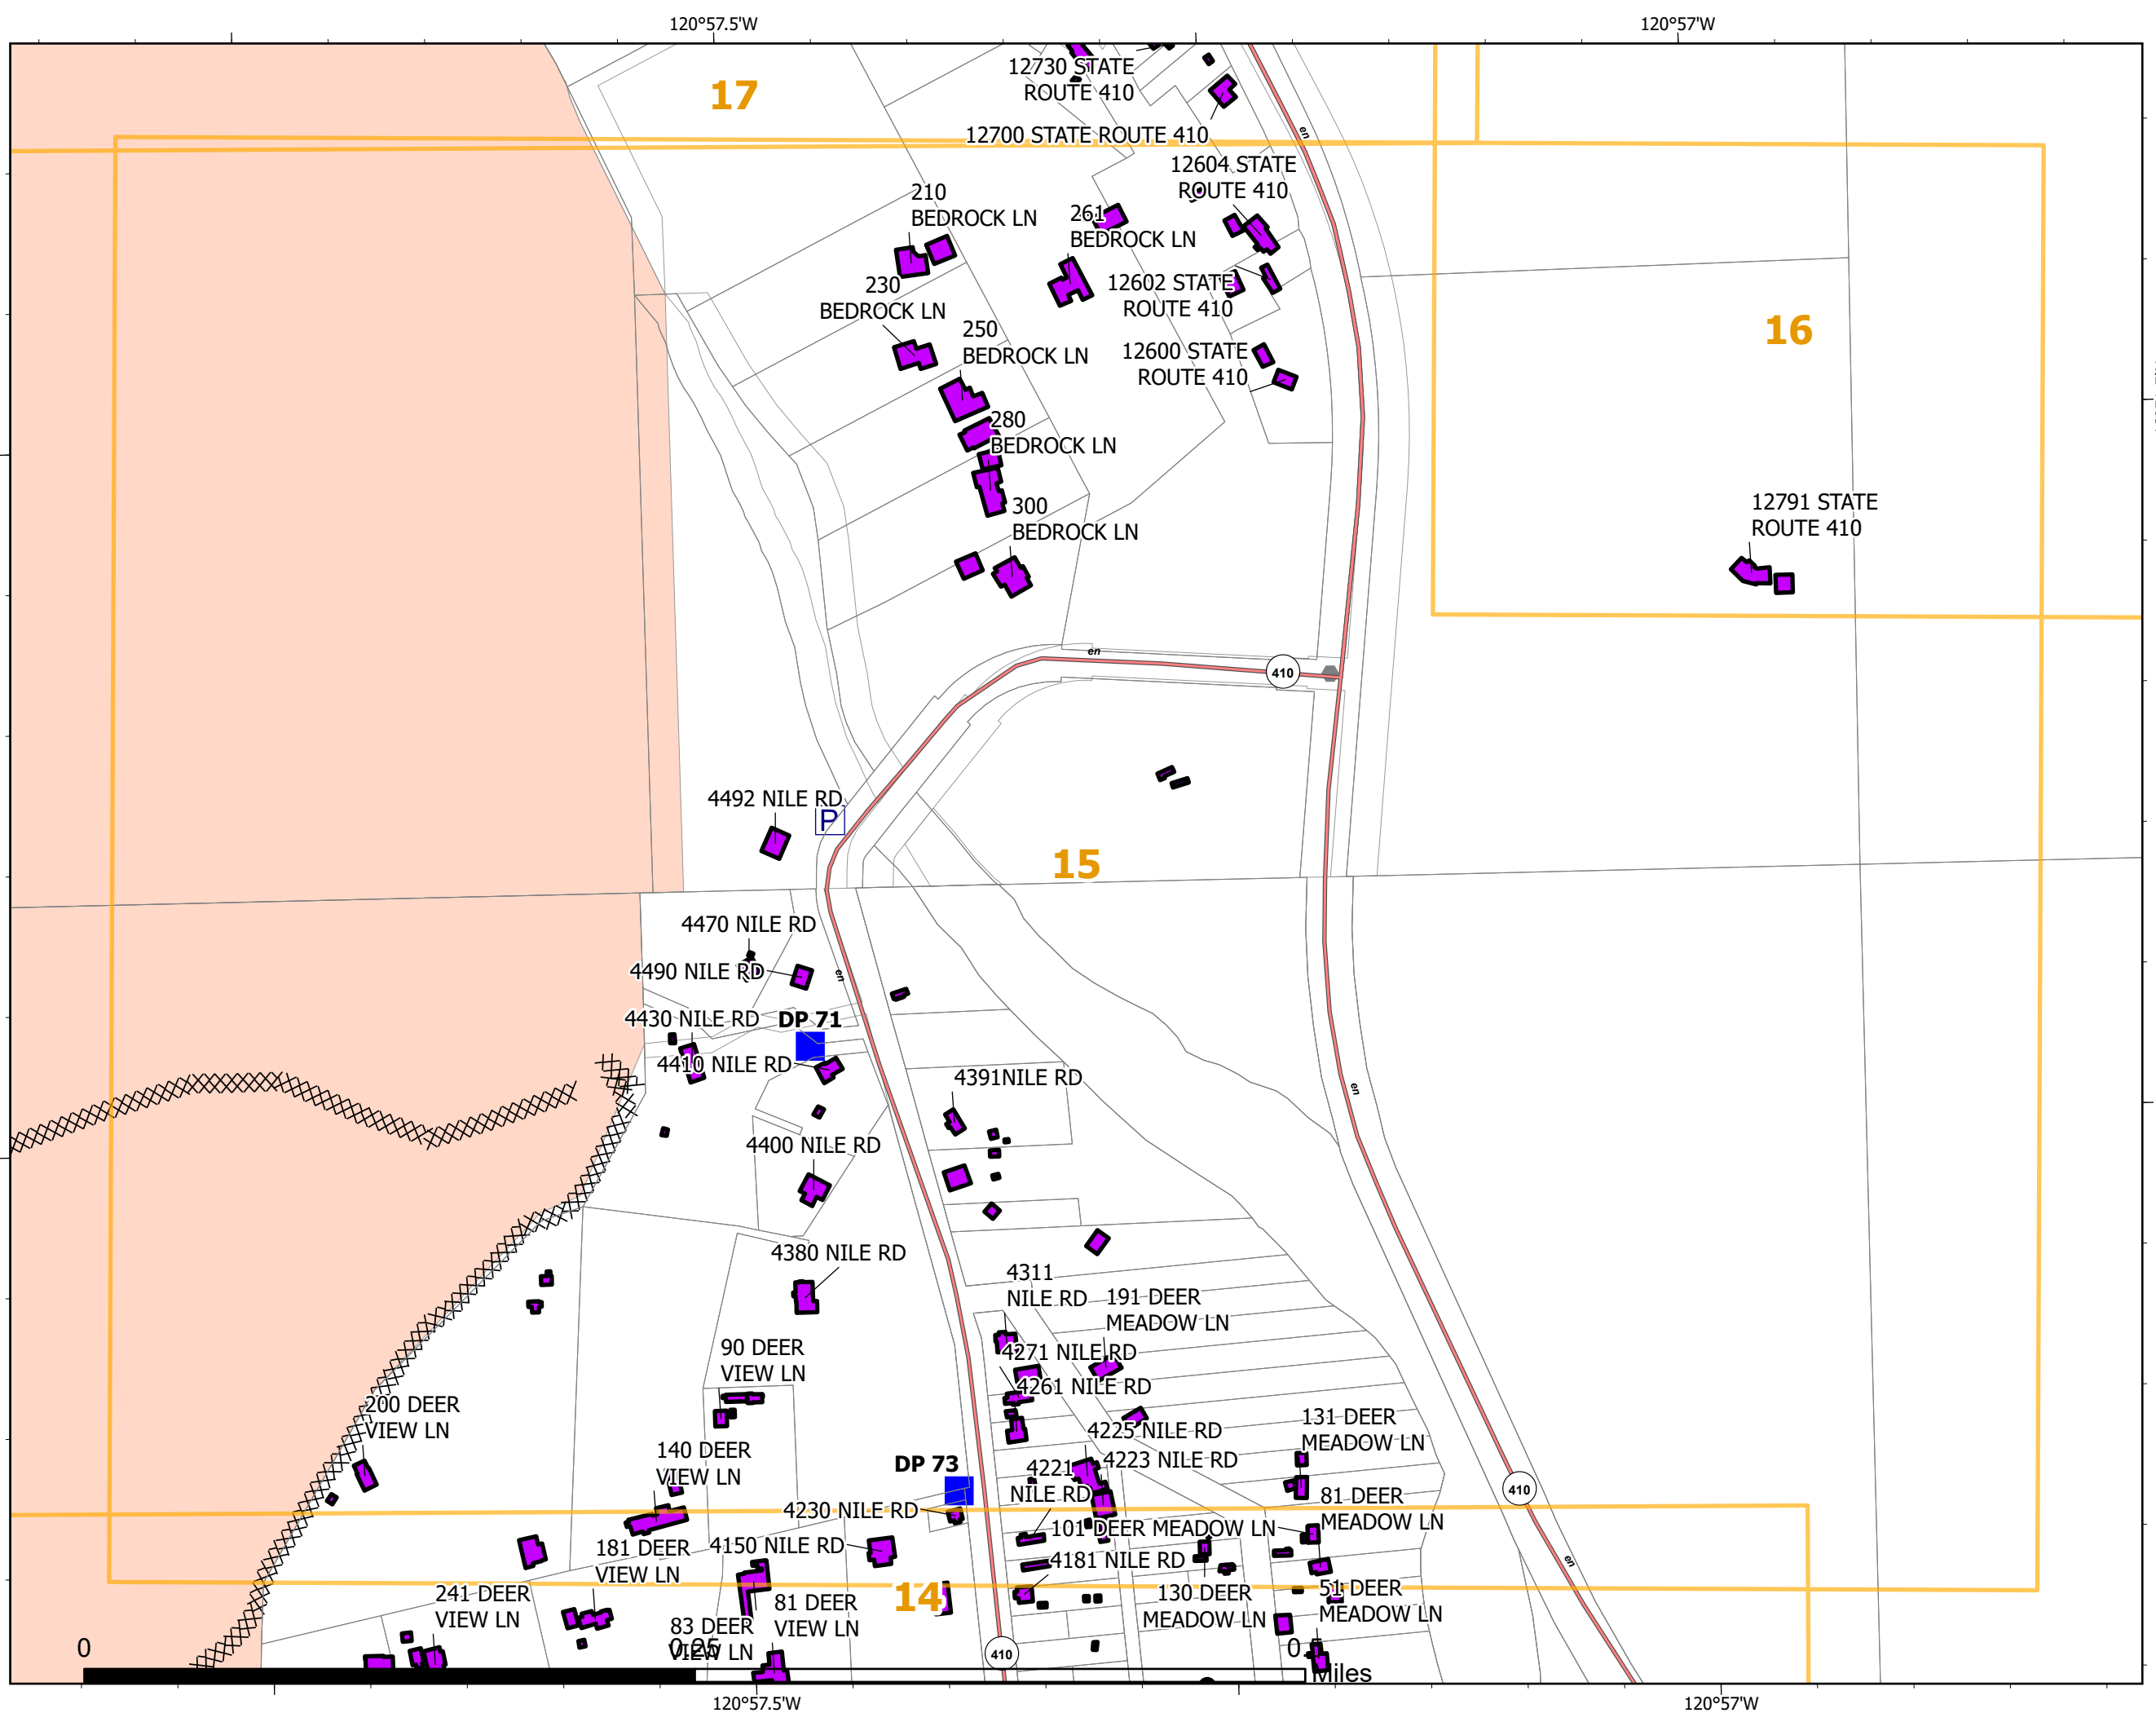 120°57.5'W
120°57'W
17
12730 STATE
ROUTE 410
12700 STATE ROUTE 410
en
12604 STATE
ROUTE 410
210
BEDROCK LN
261
BEDROCK LN
230
BEDROCK LN
12602 STATE
ROUTE 410
16
250
BEDROCK LN
12600 STATE
ROUTE 410
280
BEDROCK LN
300
BEDROCK LN
12791 STATE
ROUTE 410
en
410
4492 NILE RD
P
15
4470 NILE RD
4490 NILE RD
en
4430 NILE RD
DP 71
4410 NILE RD
4391NILE RD
en
4400 NILE RD
4380 NILE RD
4311
NILE RD
191 DEER
MEADOW LN
90 DEER
VIEW LN
4271 NILE RD
4261 NILE RD
200 DEER
VIEW LN
4225 NILE RD
131 DEER
MEADOW LN
140 DEER
VIEW LN
DP 73
4223 NILE RD
4221
NILE RD
410
81 DEER
MEADOW LN
4230 NILE RD
101 DEER MEADOW LN
4150 NILE RD
181 DEER
VIEW LN
4181 NILE RD
en
241 DEER
VIEW LN
14
81 DEER
VIEW LN
130 DEER
MEADOW LN
51 DEER
MEADOW LN
83 DEER
VIEW LN
410
0
0.25
Miles
120°57.5'W
120°57'W